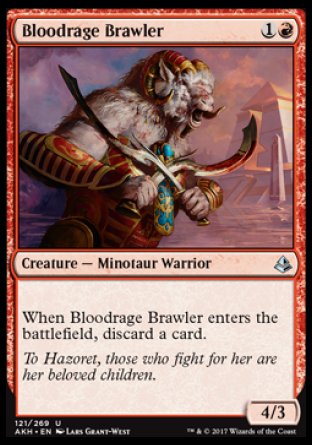 Bloodrage Brawler 1
Creature — Minotaur Warrior
When Bloodrage Brawler enters the
battlefield, discard a card.
To Hazoret, those who fight for her are
her beloved children.
4/3
121/269 U
AKH • EN Lars Grant-West
™ & © 2017 Wizards of the Coast